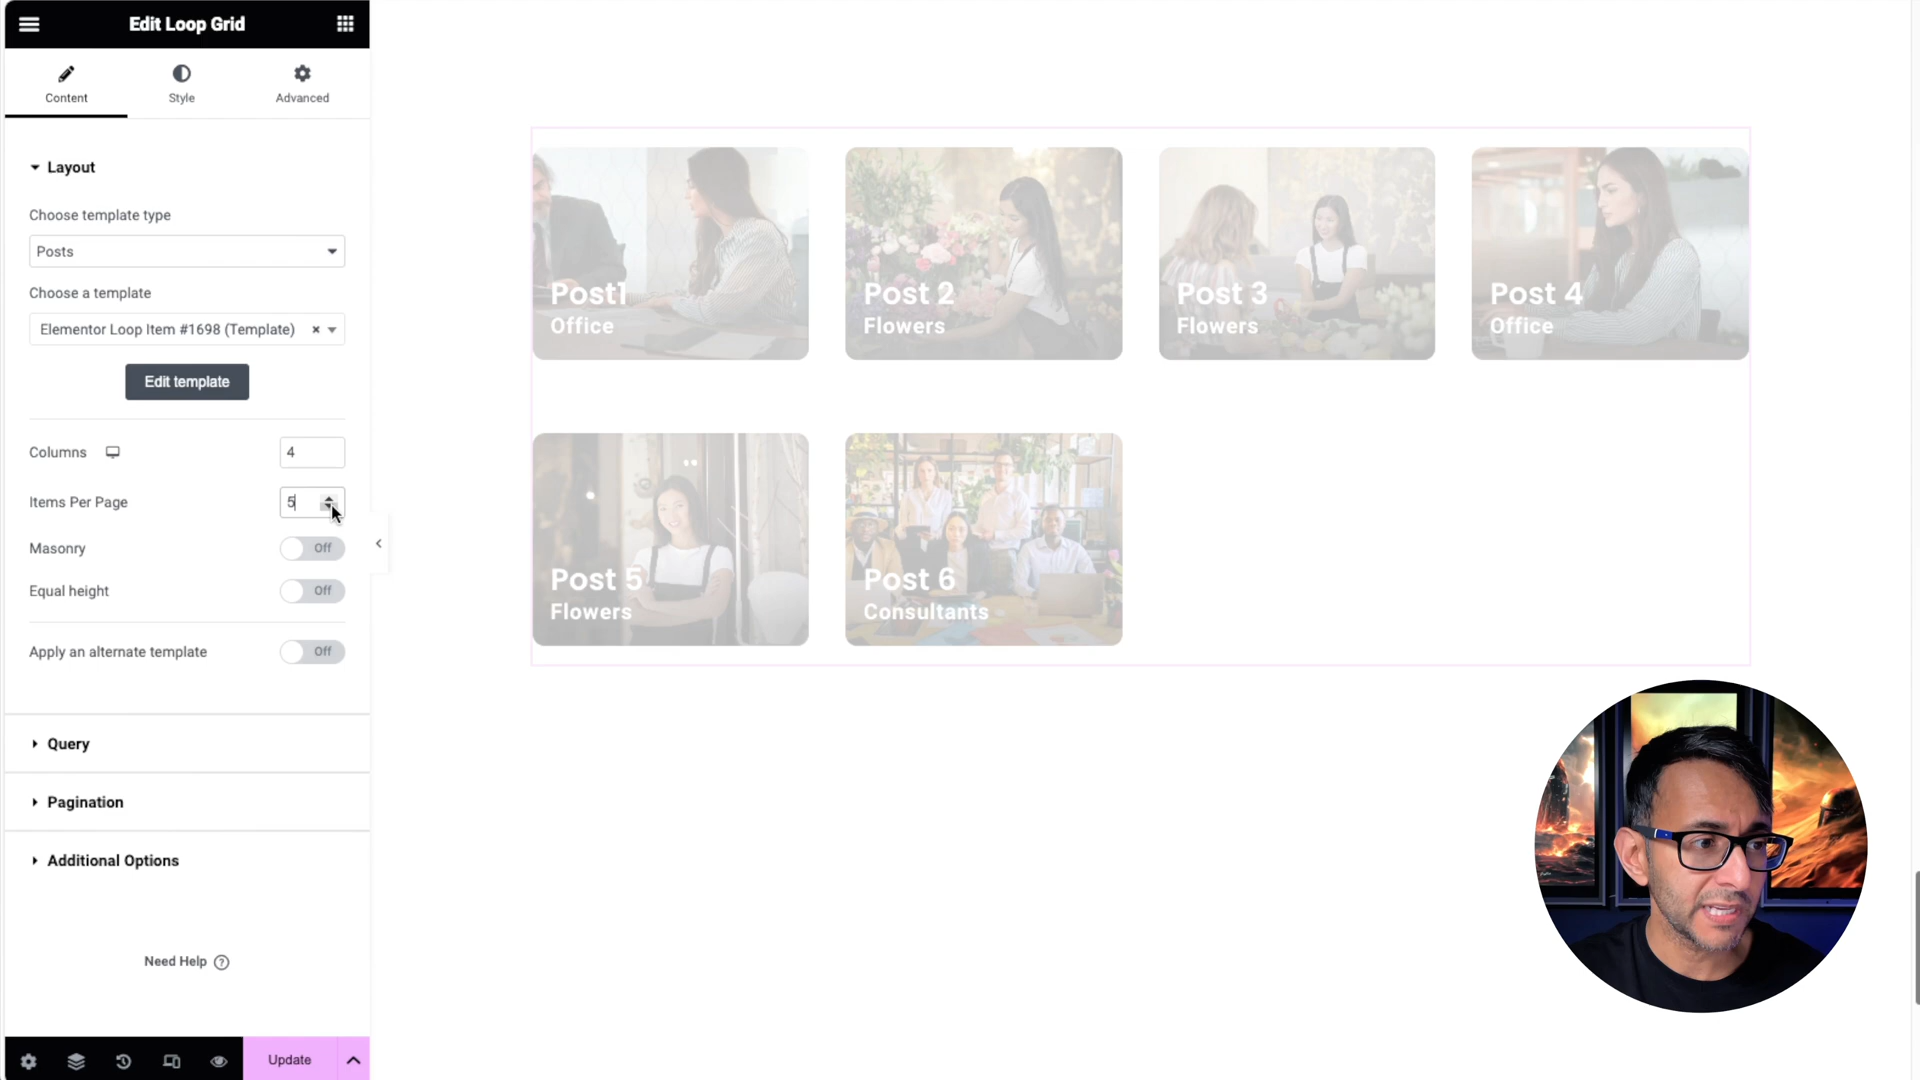 Edit Loop Grid
Content
Style
Advanced
Layout
Choose template type
Posts
Choose a template
Elementor Loop Item #1698 (Template) ×
Edit template
Columns
4
Items Per Page
5
Masonry
Off
Equal height
Off
Apply an alternate template
Off
Query
Pagination
Additional Options
Need Help ?
Update
Post1
Office
Post 2
Flowers
Post 3
Flowers
Post 4
Office
Post 5
Flowers
Post 6
Consultants